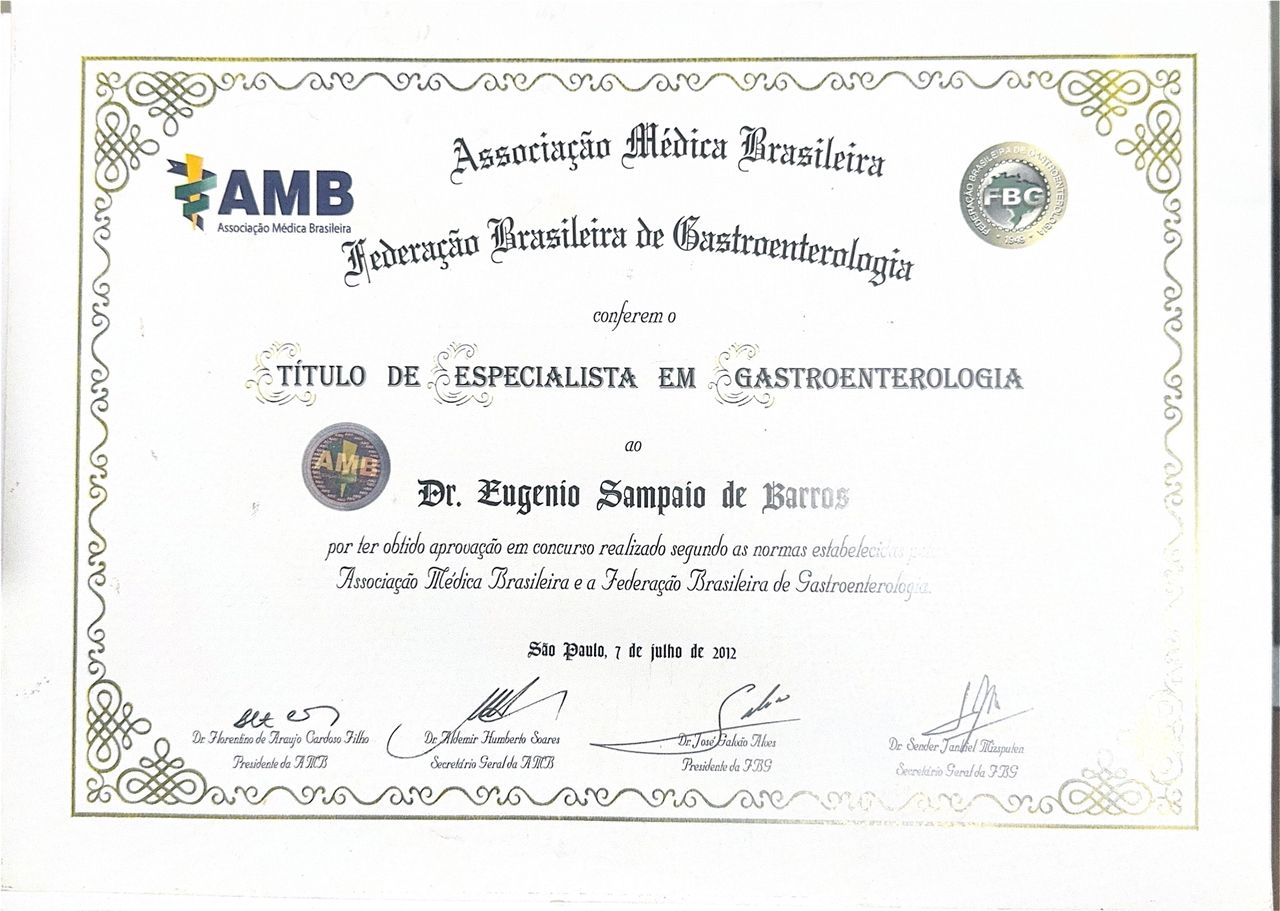 Associação Médica Brasileira
AMB
Associação Médica Brasileira
FEDERAÇÃO BRASILEIRA DE GASTROENTEROLOGIA
FBG
Federação Brasileira de Gastroenterologia
conferem o
TÍTULO DE ESPECIALISTA EM GASTROENTEROLOGIA
ao
AMB
Dr. Eugenio Sampaio de Barros
por ter obtido aprovação em concurso realizado segundo as normas estabelecidas
Associação Médica Brasileira e a Federação Brasileira de Gastroenterologia.
São Paulo, 7 de julho de 2012
Dr. Florentino de Araujo Cardoso Filho
Presidente da AMB
Dr. Aldemir Humberto Soares
Secretário Geral da AMB
Dr. José Galvão Alves
Presidente da FBG
Dr. Sender Miszputen
Secretário Geral da FBG